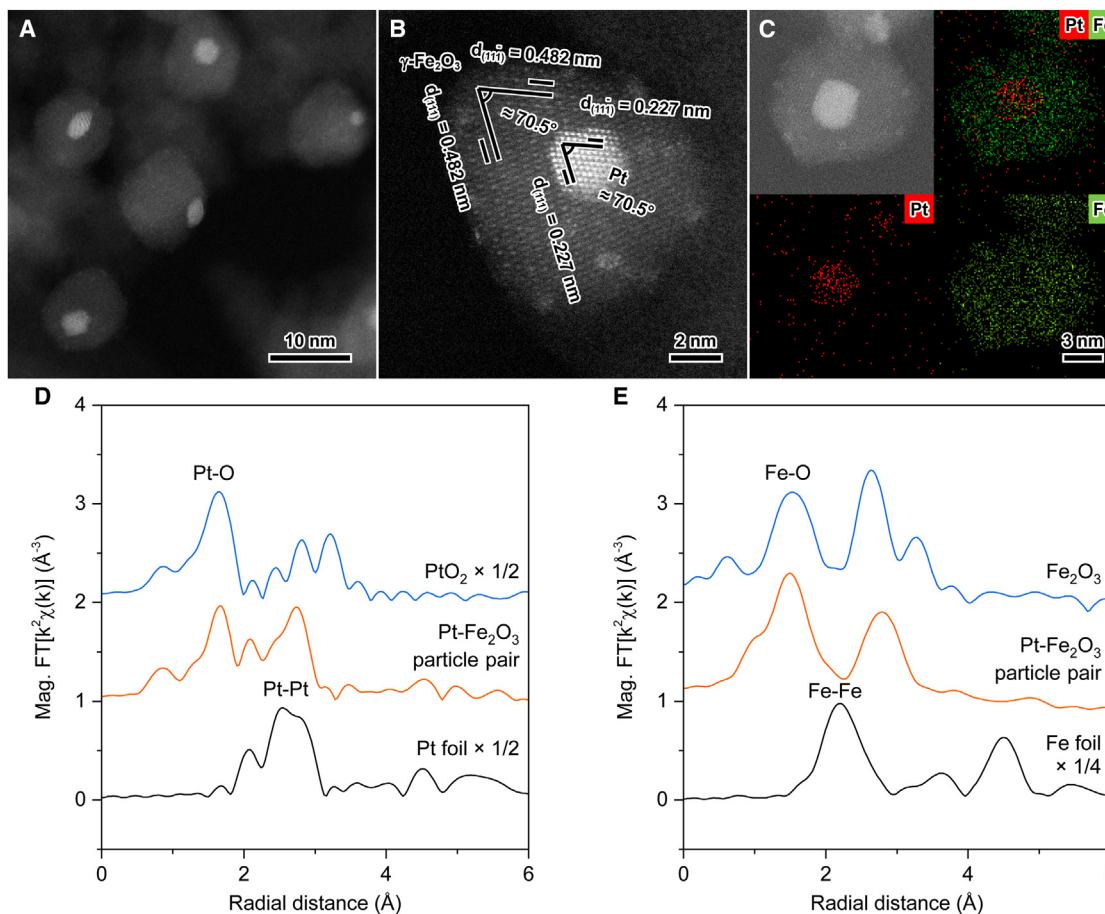 A
10 nm
B
γ-Fe₂O₃
d(11-1) = 0.482 nm
d(111) = 0.482 nm
≈ 70.5°
d(11-1) = 0.227 nm
Pt
≈ 70.5°
d(111) = 0.227 nm
2 nm
C
Pt
Pt
3 nm
D
Mag. FT[k²χ(k)] (Å⁻³)
4
3
2
1
0
Pt-O
PtO₂ × 1/2
Pt-Fe₂O₃
particle pair
Pt-Pt
Pt foil × 1/2
0
2
4
6
Radial distance (Å)
E
Mag. FT[k²χ(k)] (Å⁻³)
4
3
2
1
0
Fe-O
Fe₂O₃
Pt-Fe₂O₃
particle pair
Fe-Fe
Fe foil
× 1/4
0
2
4
Radial distance (Å)